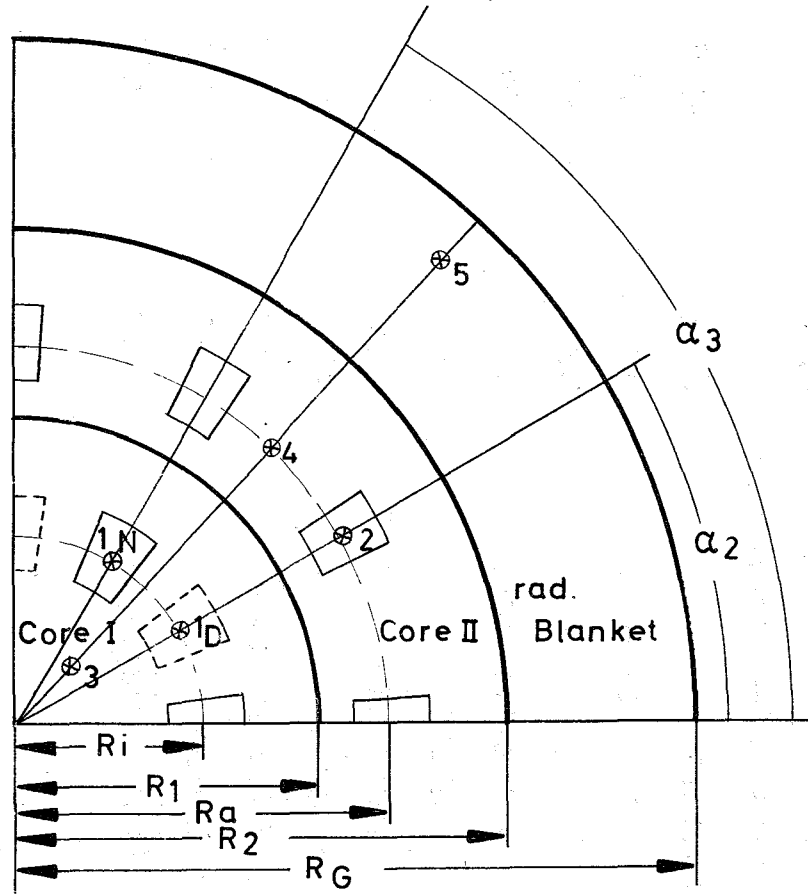 5
α3
4
1N
2
α2
rad.
Core I
1D
Core II
Blanket
3
Ri
R1
Ra
R2
RG